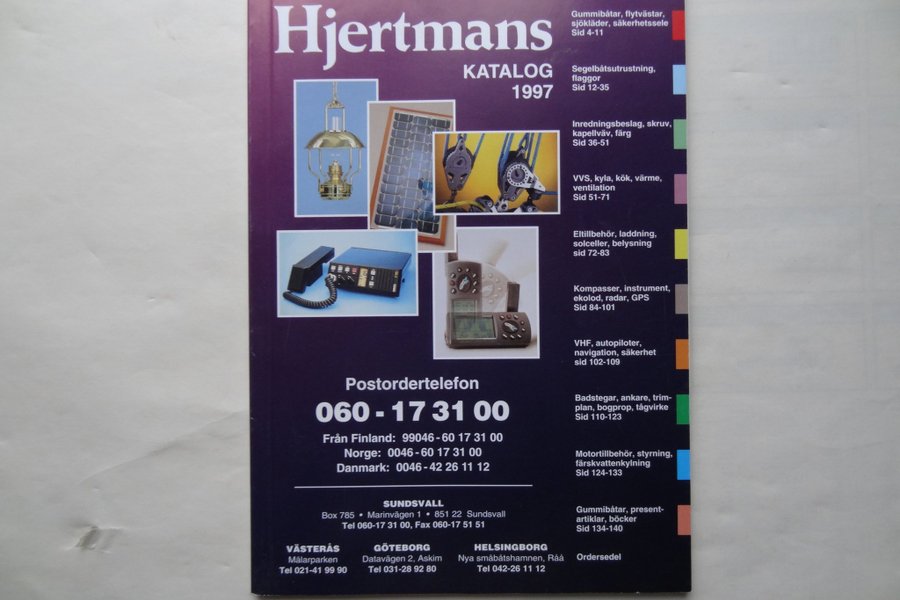 Hjertmans
KATALOG
1997
Gummibåtar, flytvästar,
sjökläder, säkerhetssele
Sid 4-11
Segelbåtsutrustning,
flaggor
Sid 12-35
Inredningsbeslag, skruv,
kapellväv, färg
Sid 36-51
VVS, kyla, kök, värme,
ventilation
Sid 51-71
Eltillbehör, laddning,
solceller, belysning
sid 72-83
Kompasser, instrument,
ekolod, radar, GPS
Sid 84-101
VHF, autopiloter,
navigation, säkerhet
sid 102-109
Badstegar, ankare, trim-
plan, bogprop, tågvirke
Sid 110-123
Motortillbehör, styrning,
färskvattenkylning
Sid 124-133
Gummibåtar, present-
artiklar, böcker
Sid 134-140
Ordersedel
Postordertelefon
060 - 17 31 00
Från Finland: 99046 - 60 17 31 00
Norge: 0046 - 60 17 31 00
Danmark: 0046 - 42 26 11 12
SUNDSVALL
Box 785 • Marinvägen 1 • 851 22 Sundsvall
Tel 060-17 31 00, Fax 060-17 51 51
VÄSTERÅS
Mälarparken
Tel 021-41 99 90
GÖTEBORG
Datavägen 2, Askim
Tel 031-28 92 80
HELSINGBORG
Nya småbåtshamnen, Råå
Tel 042-26 11 12